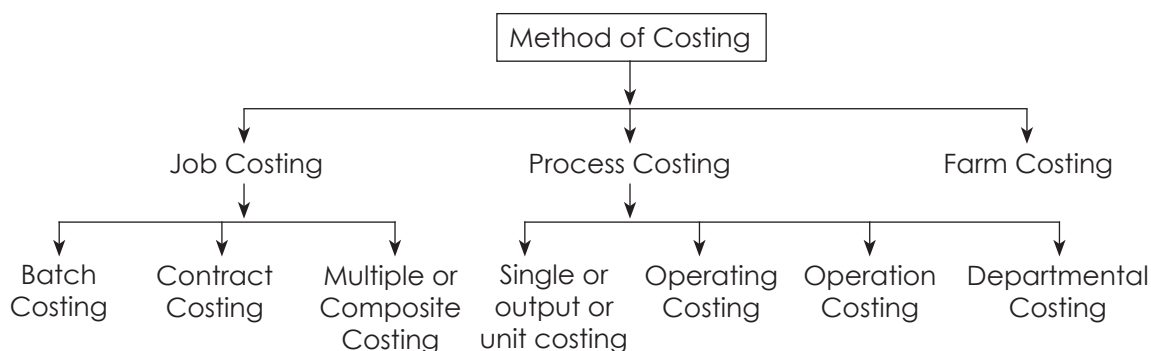 Method of Costing
Job Costing
Process Costing
Farm Costing
Batch
Costing
Contract
Costing
Multiple or
Composite
Costing
Single or
output or
unit costing
Operating
Costing
Operation
Costing
Departmental
Costing